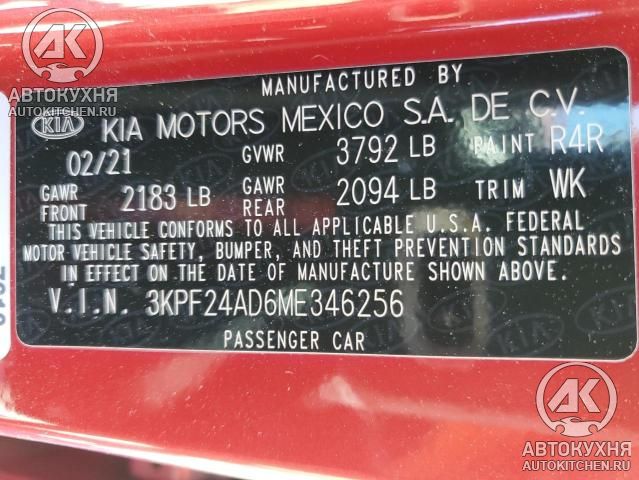 АВТОКУХНЯ
AUTOKITCHEN.RU
MANUFACTURED BY
KIA KIA MOTORS MEXICO S.A. DE C.V.
02/21 GVWR 3792 LB PAINT R4R
GAWR FRONT 2183 LB GAWR REAR 2094 LB TRIM WK
THIS VEHICLE CONFORMS TO ALL APPLICABLE U.S.A. FEDERAL
MOTOR VEHICLE SAFETY, BUMPER, AND THEFT PREVENTION STANDARDS
IN EFFECT ON THE DATE OF MANUFACTURE SHOWN ABOVE.
V.I.N. 3KPF24AD6ME346256
PASSENGER CAR
АК
АВТОКУХНЯ
AUTOKITCHEN.RU